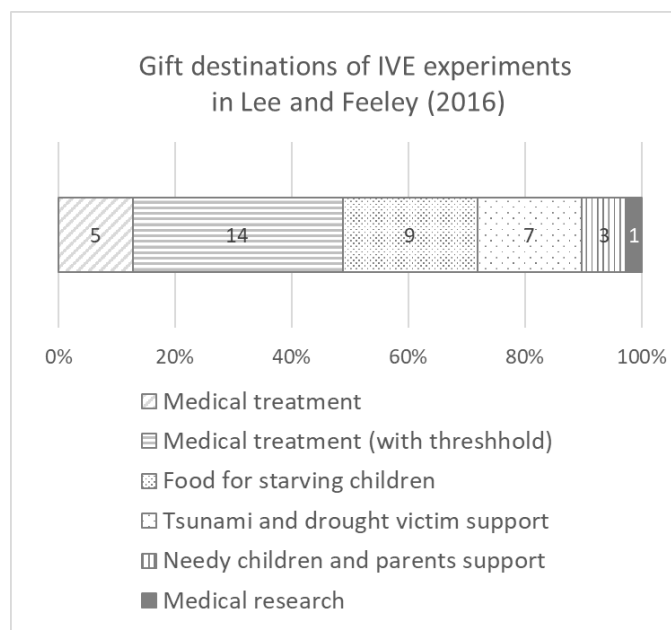 Gift destinations of IVE experiments
in Lee and Feeley (2016)
5 14 9 7 3 1
0% 20% 40% 60% 80% 100%
Medical treatment
Medical treatment (with threshhold)
Food for starving children
Tsunami and drought victim support
Needy children and parents support
Medical research